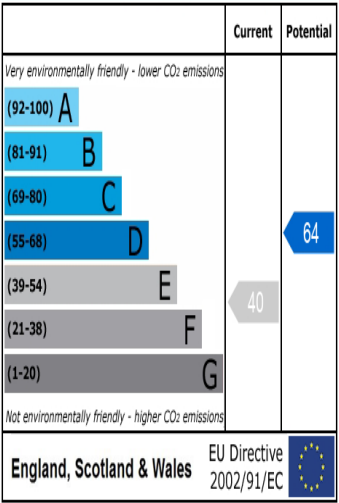 Current Potential
Very environmentally friendly - lower CO2 emissions
(92-100) A
(81-91) B
(69-80) C
(55-68) D
64
(39-54) E
40
(21-38) F
(1-20) G
Not environmentally friendly - higher CO2 emissions
England, Scotland & Wales
EU Directive
2002/91/EC